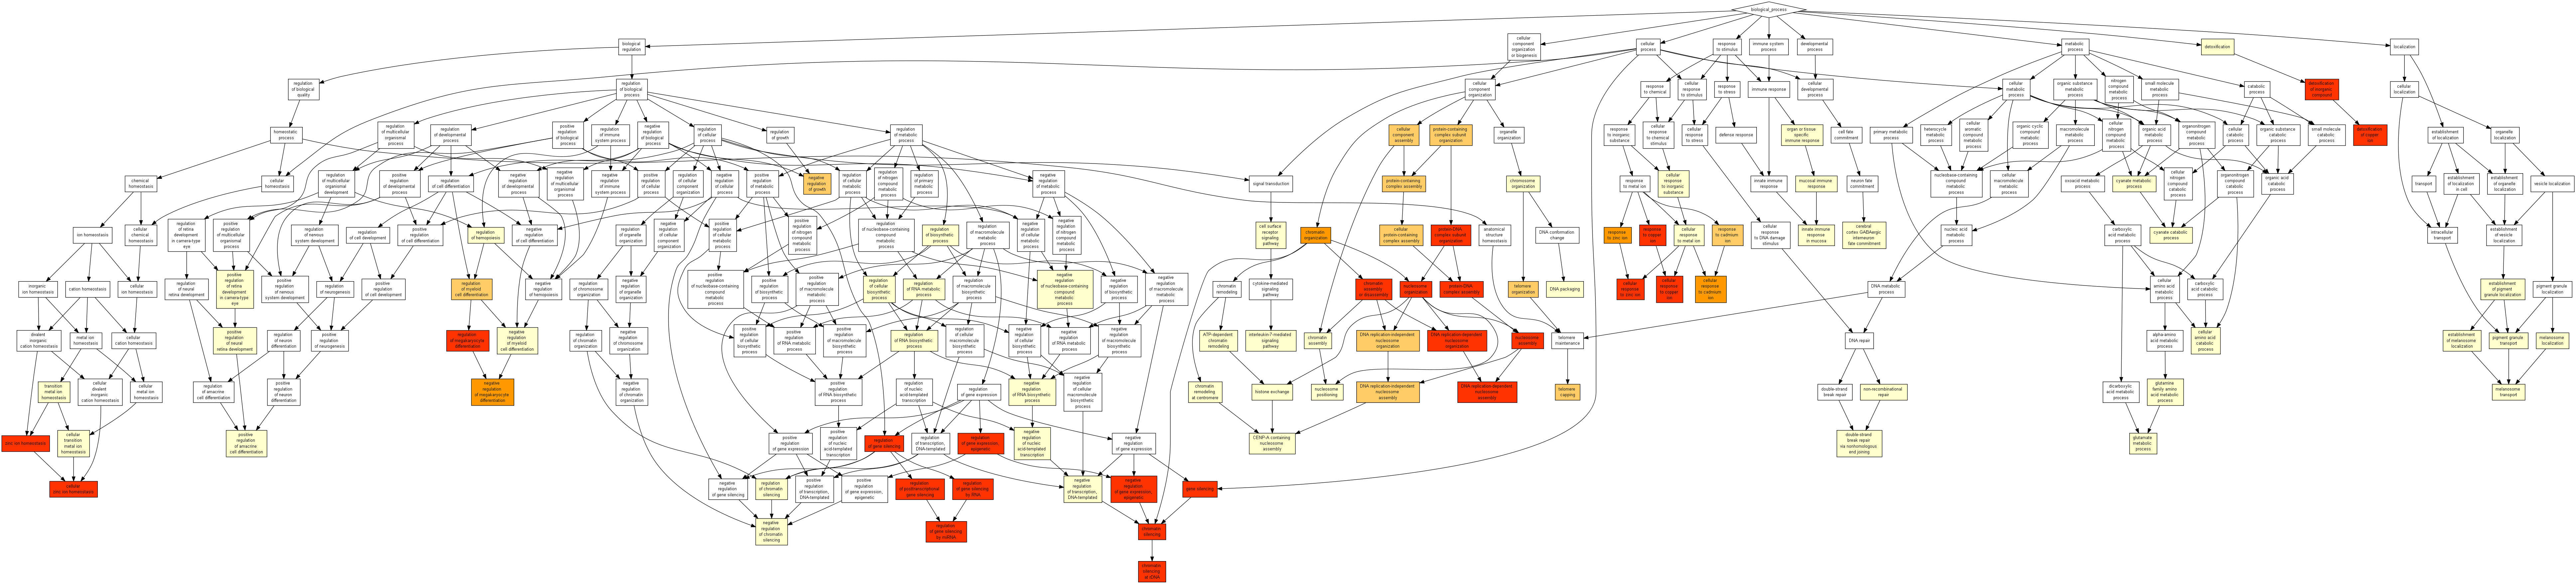 biological_process
biological
regulation
cellular
component
organization
or biogenesis
cellular
process
response
to stimulus
immune system
process
developmental
process
metabolic
process
detoxification
localization
regulation
of biological
quality
regulation
of biological
process
cellular
component
organization
response
to chemical
cellular
response
to stimulus
response
to stress
immune response
cellular
developmental
process
cellular
metabolic
process
organic substance
metabolic
process
nitrogen
compound
metabolic
process
small molecule
metabolic
process
catabolic
process
detoxification
of inorganic
compound
cellular
localization
homeostatic
process
regulation
of multicellular
organismal
process
regulation
of developmental
process
positive
regulation
of biological
process
regulation
of immune
system process
negative
regulation
of biological
process
regulation
of cellular
process
regulation
of growth
regulation
of metabolic
process
cellular
component
assembly
protein-containing
complex subunit
organization
organelle
organization
response
to inorganic
substance
cellular
response
to chemical
stimulus
cellular
response
to stress
defense response
organ or tissue
specific
immune response
cell fate
commitment
primary metabolic
process
heterocycle
metabolic
process
cellular
aromatic
compound
metabolic
process
organic cyclic
compound
metabolic
process
macromolecule
metabolic
process
cellular
nitrogen
compound
metabolic
process
organic acid
metabolic
process
organonitrogen
compound
metabolic
process
cellular
catabolic
process
organic substance
catabolic
process
small molecule
catabolic
process
detoxification
of copper
ion
establishment
of localization
organelle
localization
chemical
homeostasis
cellular
homeostasis
regulation
of multicellular
organismal
development
positive
regulation
of developmental
process
regulation
of cell differentiation
negative
regulation
of developmental
process
negative
regulation
of multicellular
organismal
process
negative
regulation
of immune
system process
positive
regulation
of cellular
process
regulation
of cellular
component
organization
negative
regulation
of cellular
process
positive
regulation
of metabolic
process
negative
regulation
of growth
regulation
of cellular
metabolic
process
regulation
of nitrogen
compound
metabolic
process
regulation
of primary
metabolic
process
negative
regulation
of metabolic
process
signal transduction
protein-containing
complex assembly
chromosome
organization
response
to metal ion
cellular
response
to inorganic
substance
innate immune
response
mucosal immune
response
neuron fate
commitment
nucleobase-containing
compound
metabolic
process
cellular
macromolecule
metabolic
process
oxoacid metabolic
process
cyanate metabolic
process
cellular
nitrogen
compound
catabolic
process
organonitrogen
compound
catabolic
process
organic acid
catabolic
process
transport
establishment
of localization
in cell
establishment
of organelle
localization
vesicle localization
ion homeostasis
cellular
chemical
homeostasis
regulation
of retina
development
in camera-type
eye
positive
regulation
of multicellular
organismal
process
regulation
of nervous
system development
regulation
of cell development
positive
regulation
of cell differentiation
regulation
of hemopoiesis
negative
regulation
of cell differentiation
regulation
of organelle
organization
negative
regulation
of cellular
component
organization
positive
regulation
of cellular
metabolic
process
positive
regulation
of nitrogen
compound
metabolic
process
regulation
of nucleobase-containing
compound
metabolic
process
regulation
of biosynthetic
process
regulation
of macromolecule
metabolic
process
negative
regulation
of cellular
metabolic
process
negative
regulation
of nitrogen
compound
metabolic
process
anatomical
structure
homeostasis
cell surface
receptor
signaling
pathway
chromatin
organization
cellular
protein-containing
complex assembly
protein-DNA
complex subunit
organization
DNA conformation
change
response
to zinc ion
response
to copper
ion
cellular
response
to metal ion
response
to cadmium
ion
cellular
response
to DNA damage
stimulus
innate immune
response
in mucosa
cerebral
cortex GABAergic
interneuron
fate commitment
nucleic acid
metabolic
process
carboxylic
acid metabolic
process
cyanate catabolic
process
intracellular
transport
establishment
of vesicle
localization
inorganic
ion homeostasis
cation homeostasis
cellular
ion homeostasis
regulation
of neural
retina development
positive
regulation
of retina
development
in camera-type
eye
positive
regulation
of nervous
system development
regulation
of neurogenesis
positive
regulation
of cell development
regulation
of myeloid
cell differentiation
negative
regulation
of hemopoiesis
regulation
of chromosome
organization
negative
regulation
of organelle
organization
positive
regulation
of nucleobase-containing
compound
metabolic
process
positive
regulation
of biosynthetic
process
positive
regulation
of macromolecule
metabolic
process
regulation
of cellular
biosynthetic
process
regulation
of RNA metabolic
process
regulation
of macromolecule
biosynthetic
process
negative
regulation
of nucleobase-containing
compound
metabolic
process
negative
regulation
of biosynthetic
process
negative
regulation
of macromolecule
metabolic
process
chromatin
remodeling
cytokine-mediated
signaling
pathway
chromatin
assembly
or disassembly
nucleosome
organization
protein-DNA
complex assembly
telomere
organization
DNA packaging
cellular
response
to zinc ion
cellular
response
to copper
ion
cellular
response
to cadmium
ion
DNA metabolic
process
cellular
amino acid
metabolic
process
carboxylic
acid catabolic
process
establishment
of pigment
granule localization
pigment granule
localization
divalent
inorganic
cation homeostasis
metal ion
homeostasis
cellular
cation homeostasis
positive
regulation
of neural
retina development
regulation
of neuron
differentiation
positive
regulation
of neurogenesis
regulation
of megakaryocyte
differentiation
negative
regulation
of myeloid
cell differentiation
regulation
of chromatin
organization
negative
regulation
of chromosome
organization
positive
regulation
of cellular
biosynthetic
process
positive
regulation
of RNA metabolic
process
positive
regulation
of macromolecule
biosynthetic
process
regulation
of RNA biosynthetic
process
regulation
of cellular
macromolecule
biosynthetic
process
negative
regulation
of cellular
biosynthetic
process
negative
regulation
of RNA metabolic
process
negative
regulation
of macromolecule
biosynthetic
process
ATP-dependent
chromatin
remodeling
interleukin-7-mediated
signaling
pathway
chromatin
assembly
DNA replication-independent
nucleosome
organization
DNA replication-dependent
nucleosome
organization
nucleosome
assembly
telomere
maintenance
DNA repair
alpha-amino
acid metabolic
process
cellular
amino acid
catabolic
process
establishment
of melanosome
localization
pigment granule
transport
melanosome
localization
transition
metal ion
homeostasis
cellular
divalent
inorganic
cation homeostasis
cellular
metal ion
homeostasis
regulation
of amacrine
cell differentiation
positive
regulation
of neuron
differentiation
negative
regulation
of megakaryocyte
differentiation
negative
regulation
of chromatin
organization
positive
regulation
of RNA biosynthetic
process
regulation
of nucleic
acid-templated
transcription
regulation
of gene expression
negative
regulation
of RNA biosynthetic
process
negative
regulation
of cellular
macromolecule
biosynthetic
process
chromatin
remodeling
at centromere
histone exchange
nucleosome
positioning
DNA replication-independent
nucleosome
assembly
DNA replication-dependent
nucleosome
assembly
telomere
capping
double-strand
break repair
non-recombinational
repair
dicarboxylic
acid metabolic
process
glutamine
family amino
acid metabolic
process
melanosome
transport
zinc ion homeostasis
cellular
transition
metal ion
homeostasis
positive
regulation
of amacrine
cell differentiation
positive
regulation
of gene expression
positive
regulation
of nucleic
acid-templated
transcription
regulation
of gene silencing
regulation
of transcription,
DNA-templated
regulation
of gene expression,
epigenetic
negative
regulation
of nucleic
acid-templated
transcription
negative
regulation
of gene expression
CENP-A containing
nucleosome
assembly
double-strand
break repair
via nonhomologous
end joining
glutamate
metabolic
process
cellular
zinc ion homeostasis
negative
regulation
of gene silencing
regulation
of chromatin
silencing
positive
regulation
of transcription,
DNA-templated
positive
regulation
of gene expression,
epigenetic
regulation
of posttranscriptional
gene silencing
regulation
of gene silencing
by RNA
negative
regulation
of transcription,
DNA-templated
negative
regulation
of gene expression,
epigenetic
gene silencing
negative
regulation
of chromatin
silencing
regulation
of gene silencing
by miRNA
chromatin
silencing
chromatin
silencing
at rDNA